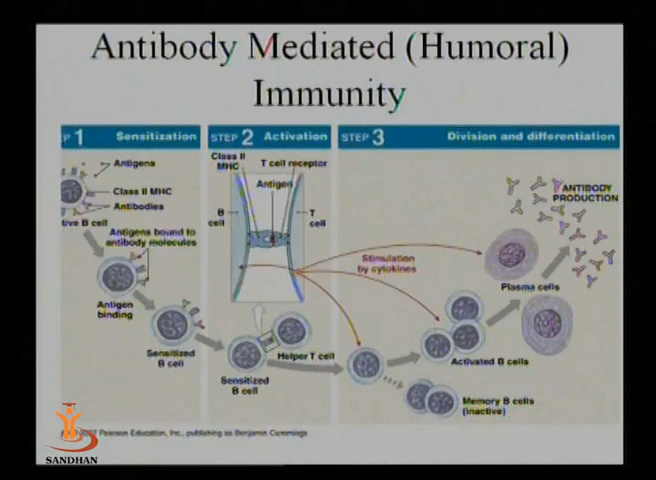 Antibody Mediated (Humoral)
Immunity
P 1 Sensitization
STEP 2 Activation
STEP 3 Division and differentiation
Antigens
Class II MHC
Antibodies
tive B cell
Antigens bound to
antibody molecules
Antigen
binding
Sensitized
B cell
Class II
MHC
T cell receptor
Antigen
B
cell
T
cell
Helper T cell
Sensitized
B cell
Stimulation
by cytokines
ANTIBODY
PRODUCTION
Plasma cells
Activated B cells
Memory B cells
(inactive)
Pearson Education, Inc., publishing as Benjamin Cummings
SANDHAN